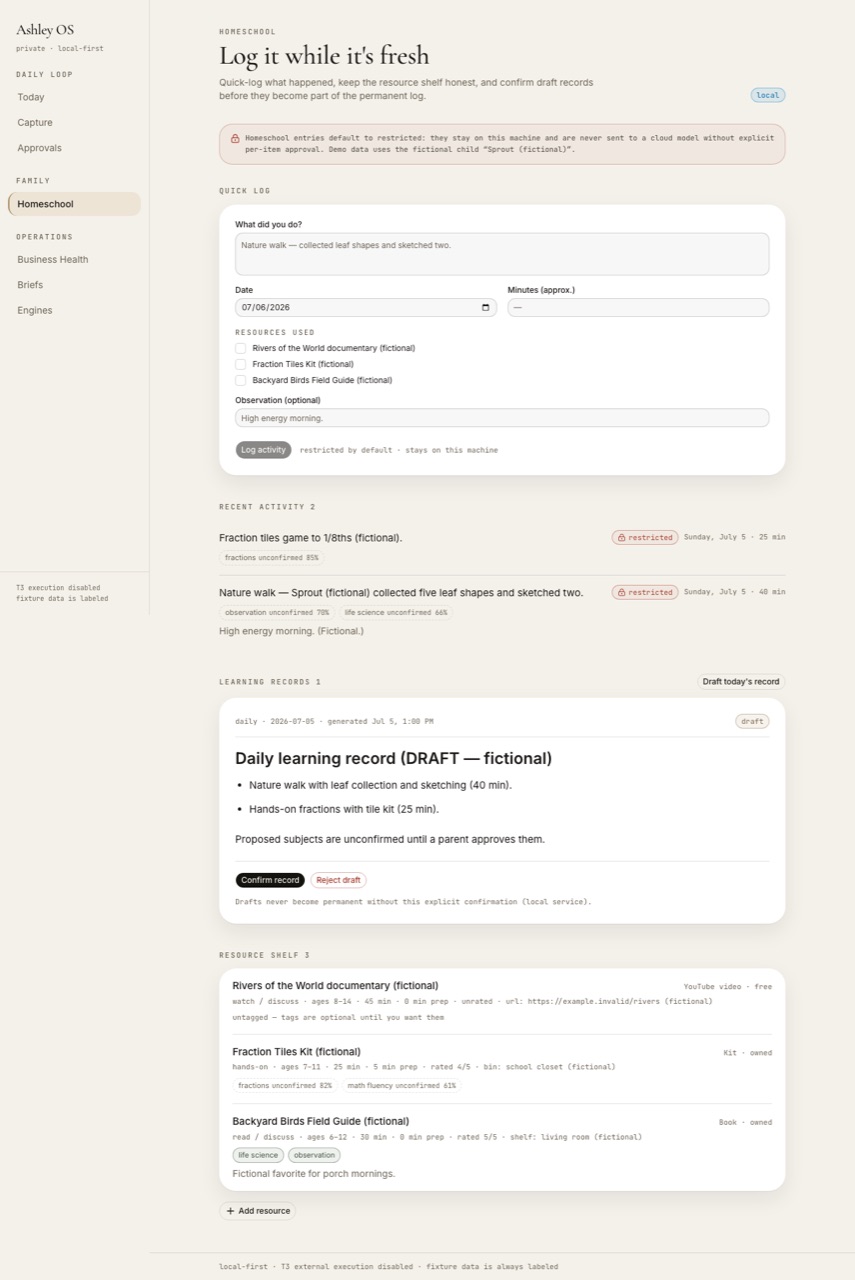 Ashley OS
private · local-first
DAILY LOOP
Today
Capture
Approvals
FAMILY
Homeschool
OPERATIONS
Business Health
Briefs
Engines
T3 execution disabled
fixture data is labeled
HOMESCHOOL
Log it while it's fresh
Quick-log what happened, keep the resource shelf honest, and confirm draft records
before they become part of the permanent log.
local
Homeschool entries default to restricted: they stay on this machine and are never sent to a cloud model without explicit
per-item approval. Demo data uses the fictional child “Sprout (fictional)”.
QUICK LOG
What did you do?
Nature walk — collected leaf shapes and sketched two.
Date
Minutes (approx.)
07/06/2026
—
RESOURCES USED
Rivers of the World documentary (fictional)
Fraction Tiles Kit (fictional)
Backyard Birds Field Guide (fictional)
Observation (optional)
High energy morning.
Log activity
restricted by default · stays on this machine
RECENT ACTIVITY 2
Fraction tiles game to 1/8ths (fictional).
restricted
Sunday, July 5 · 25 min
fractions unconfirmed 85%
Nature walk — Sprout (fictional) collected five leaf shapes and sketched two.
restricted
Sunday, July 5 · 40 min
observation unconfirmed 70%
life science unconfirmed 66%
High energy morning. (Fictional.)
LEARNING RECORDS 1
Draft today's record
daily · 2026-07-05 · generated Jul 5, 1:00 PM
draft
Daily learning record (DRAFT — fictional)
• Nature walk with leaf collection and sketching (40 min).
• Hands-on fractions with tile kit (25 min).
Proposed subjects are unconfirmed until a parent approves them.
Confirm record
Reject draft
Drafts never become permanent without this explicit confirmation (local service).
RESOURCE SHELF 3
Rivers of the World documentary (fictional)
YouTube video · free
watch / discuss · ages 8–14 · 45 min · 0 min prep · unrated · url: https://example.invalid/rivers (fictional)
untagged — tags are optional until you want them
Fraction Tiles Kit (fictional)
Kit · owned
hands-on · ages 7–11 · 25 min · 5 min prep · rated 4/5 · bin: school closet (fictional)
fractions unconfirmed 82%
math fluency unconfirmed 61%
Backyard Birds Field Guide (fictional)
Book · owned
read / discuss · ages 6–12 · 30 min · 0 min prep · rated 5/5 · shelf: living room (fictional)
life science
observation
Fictional favorite for porch mornings.
+ Add resource
local-first · T3 external execution disabled · fixture data is always labeled